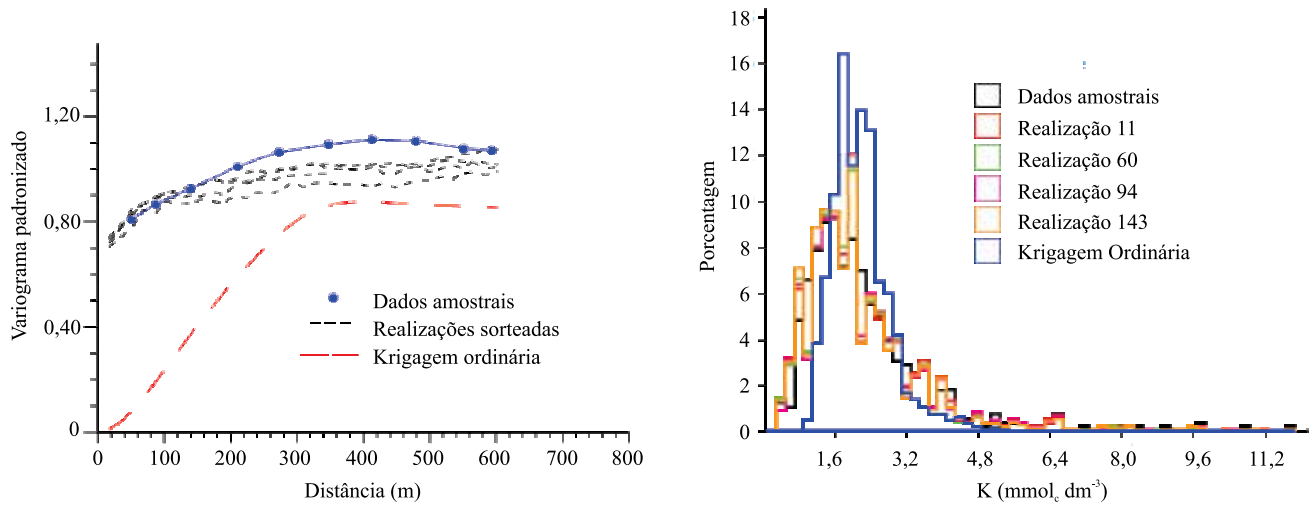 Variograma padronizado
1,20
0,80
0,40
0
0 100 200 300 400 500 600 700 800
Distância (m)
Dados amostrais
Realizações sorteadas
Krigagem ordinária
Porcentagem
18
16
14
12
10
8
6
4
2
0
1,6 3,2 4,8 6,4 8,0 9,6 11,2
K (mmol꜀ dm⁻³)
Dados amostrais
Realização 11
Realização 60
Realização 94
Realização 143
Krigagem Ordinária